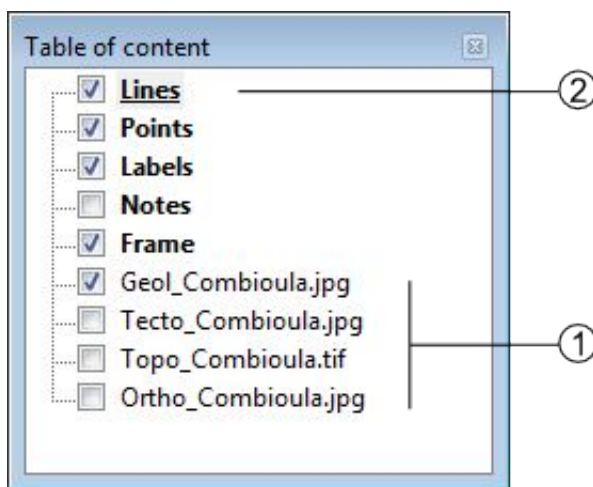 Table of content
Lines
Points
Labels
Notes
Frame
Geol_Combioula.jpg
Tecto_Combioula.jpg
Topo_Combioula.tif
Ortho_Combioula.jpg
2
1